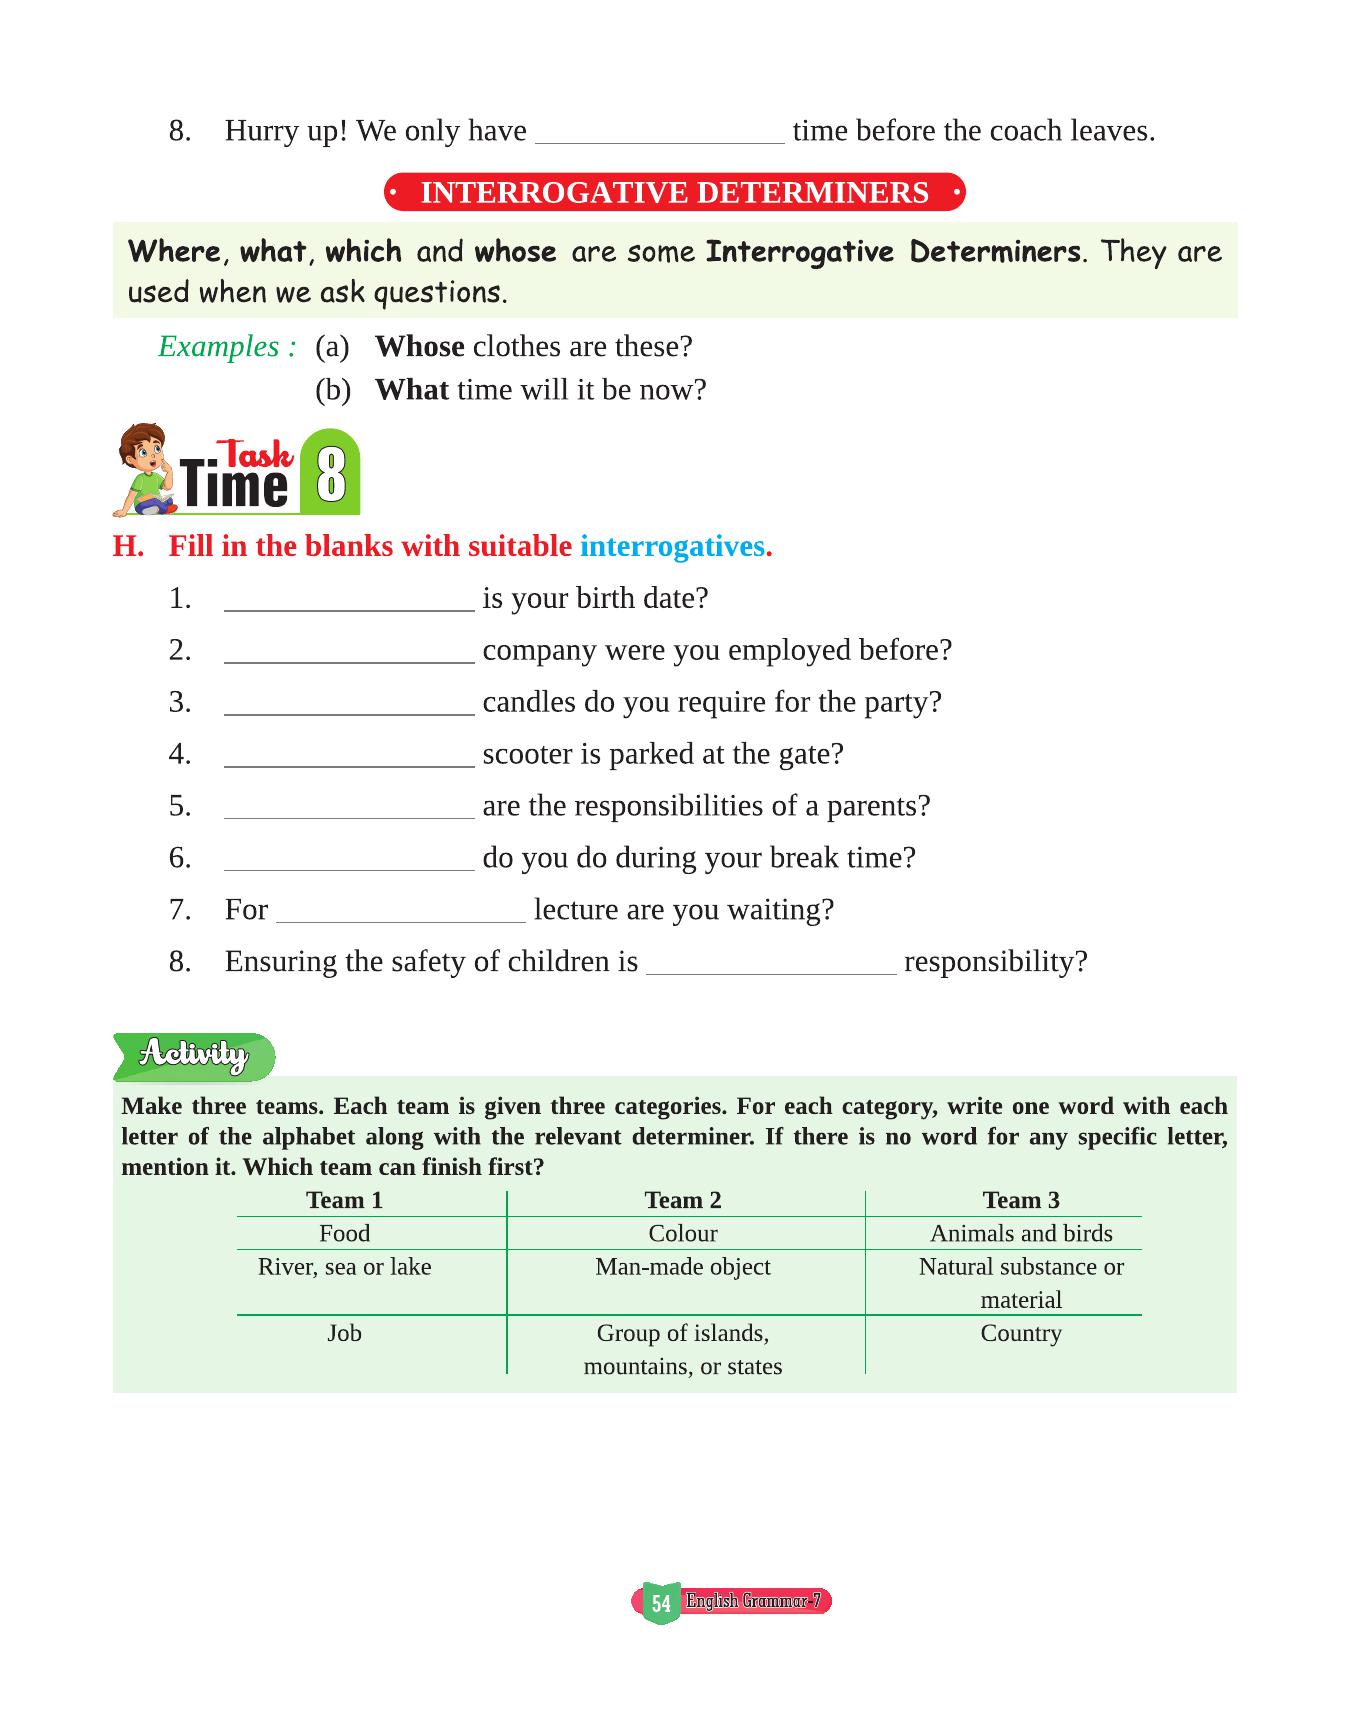 8. Hurry up! We only have ________________ time before the coach leaves.
INTERROGATIVE DETERMINERS
Where, what, which and whose are some Interrogative Determiners. They are
used when we ask questions.
Examples : (a) Whose clothes are these?
(b) What time will it be now?
Task
Time 8
H. Fill in the blanks with suitable interrogatives.
1. ________________ is your birth date?
2. ________________ company were you employed before?
3. ________________ candles do you require for the party?
4. ________________ scooter is parked at the gate?
5. ________________ are the responsibilities of a parents?
6. ________________ do you do during your break time?
7. For ________________ lecture are you waiting?
8. Ensuring the safety of children is ________________ responsibility?
Activity
Make three teams. Each team is given three categories. For each category, write one word with each
letter of the alphabet along with the relevant determiner. If there is no word for any specific letter,
mention it. Which team can finish first?
Team 1 Team 2 Team 3
Food Colour Animals and birds
River, sea or lake Man-made object Natural substance or
material
Job Group of islands, Country
mountains, or states
54 English Grammar-7